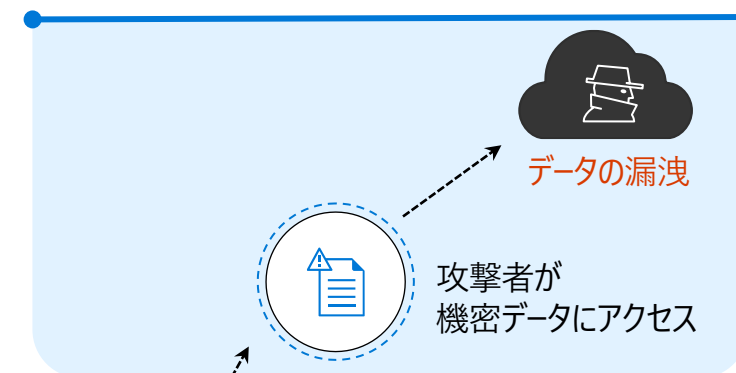 データの漏洩
攻撃者が
機密データにアクセス